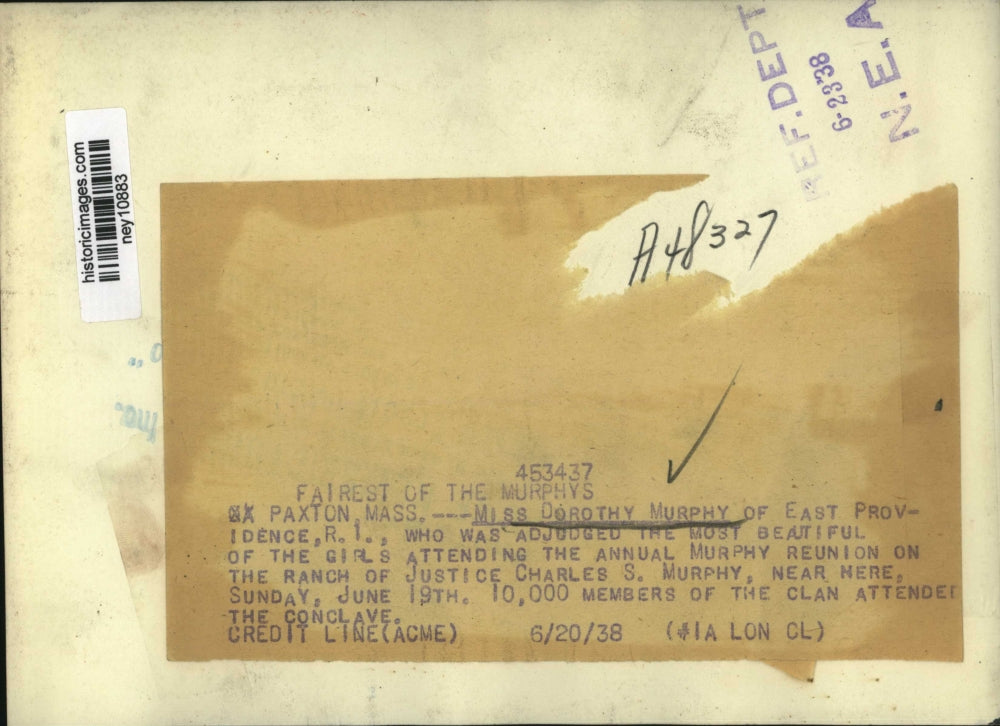 REF. DEPT
6-23'38
N.E.A
historicimages.com
ney10883
A48327
Inc.
453437
FAIREST OF THE MURPHYS
PAXTON, MASS.----MISS DOROTHY MURPHY OF EAST PROV-
IDENCE, R.I., WHO WAS ADJUDGED THE MOST BEATIFUL
OF THE GIRLS ATTENDING THE ANNUAL MURPHY REUNION ON
THE RANCH OF JUSTICE CHARLES S. MURPHY, NEAR HERE,
SUNDAY, JUNE 19TH. 10,000 MEMBERS OF THE CLAN ATTENDED
THE CONCLAVE.
CREDIT LINE(ACME) 6/20/38 (#1A LON CL)